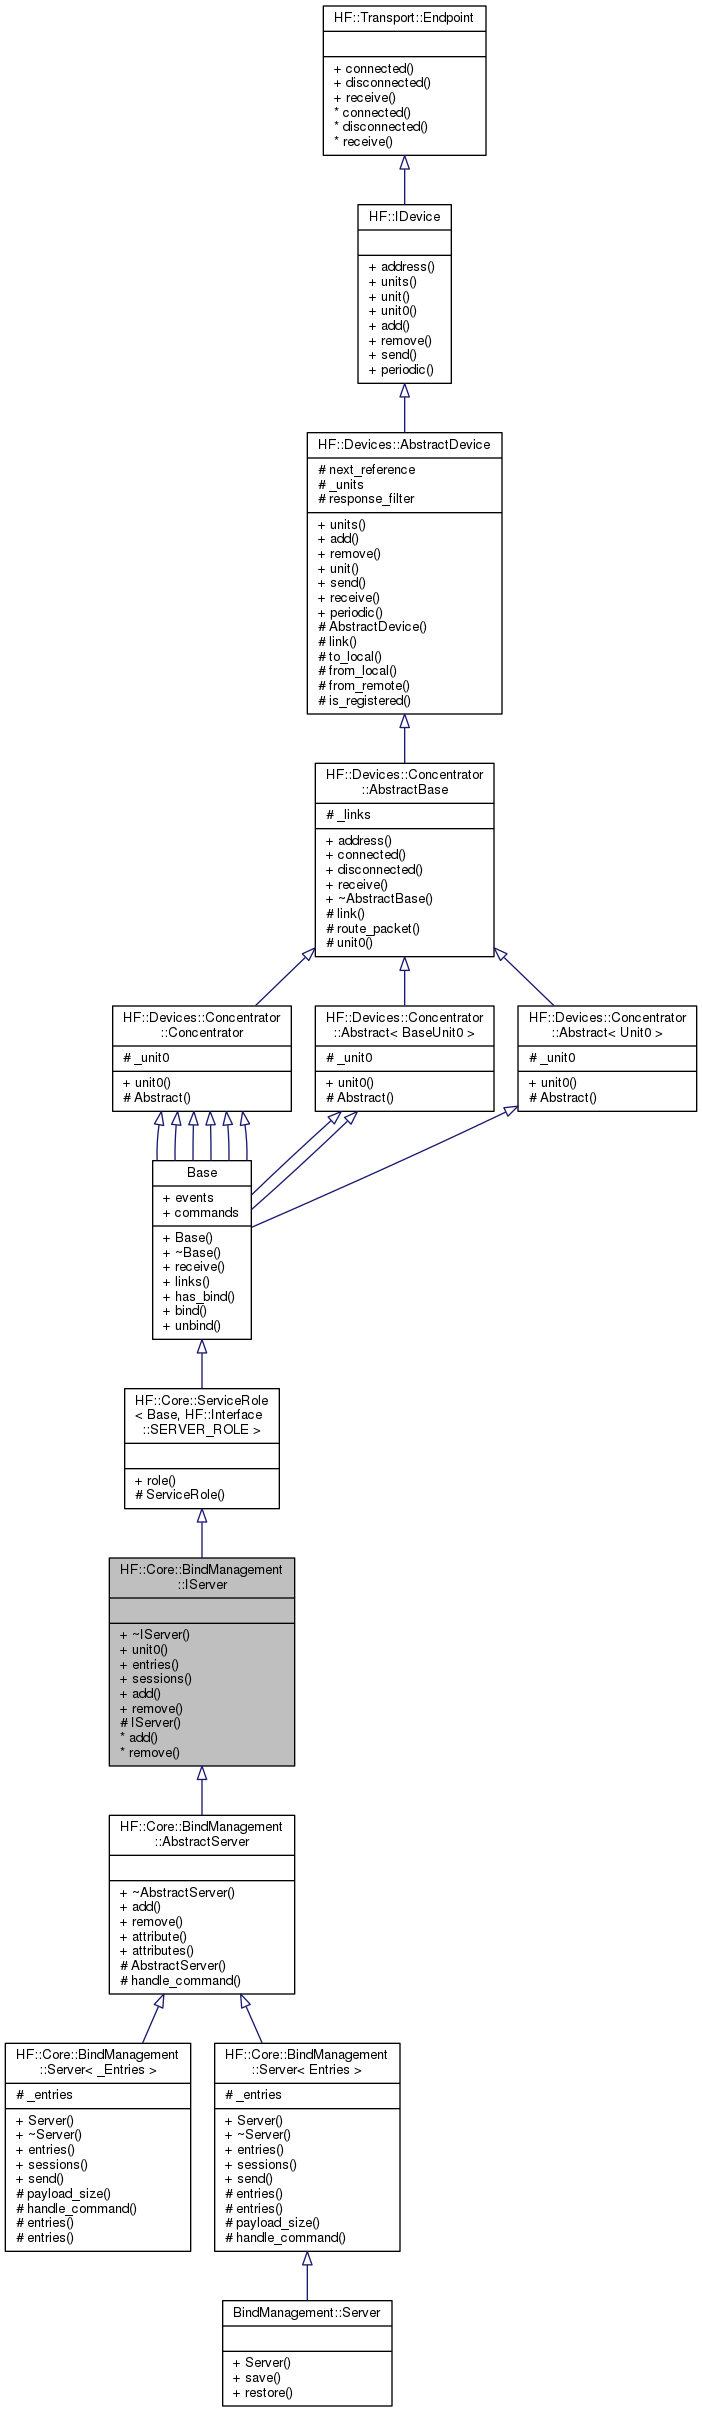 HF::Transport::Endpoint
+ connected()
+ disconnected()
+ receive()
* connected()
* disconnected()
* receive()
HF::IDevice
+ address()
+ units()
+ unit()
+ unit0()
+ add()
+ remove()
+ send()
+ periodic()
HF::Devices::AbstractDevice
# next_reference
# _units
# response_filter
+ units()
+ add()
+ remove()
+ unit()
+ send()
+ receive()
+ periodic()
# AbstractDevice()
# link()
# to_local()
# from_local()
# from_remote()
# is_registered()
HF::Devices::Concentrator
::AbstractBase
# _links
+ address()
+ connected()
+ disconnected()
+ receive()
+ ~AbstractBase()
# link()
# route_packet()
# unit0()
HF::Devices::Concentrator
::Concentrator
# _unit0
+ unit0()
# Abstract()
HF::Devices::Concentrator
::Abstract< BaseUnit0 >
# _unit0
+ unit0()
# Abstract()
HF::Devices::Concentrator
::Abstract< Unit0 >
# _unit0
+ unit0()
# Abstract()
Base
+ events
+ commands
+ Base()
+ ~Base()
+ receive()
+ links()
+ has_bind()
+ bind()
+ unbind()
HF::Core::ServiceRole
< Base, HF::Interface
::SERVER_ROLE >
+ role()
# ServiceRole()
HF::Core::BindManagement
::IServer
+ ~IServer()
+ unit0()
+ entries()
+ sessions()
+ add()
+ remove()
# IServer()
* add()
* remove()
HF::Core::BindManagement
::AbstractServer
+ ~AbstractServer()
+ add()
+ remove()
+ attribute()
+ attributes()
# AbstractServer()
# handle_command()
HF::Core::BindManagement
::Server< _Entries >
# _entries
+ Server()
+ ~Server()
+ entries()
+ sessions()
+ send()
# payload_size()
# handle_command()
# entries()
# entries()
HF::Core::BindManagement
::Server< Entries >
# _entries
+ Server()
+ ~Server()
+ entries()
+ sessions()
+ send()
# entries()
# entries()
# payload_size()
# handle_command()
BindManagement::Server
+ Server()
+ save()
+ restore()